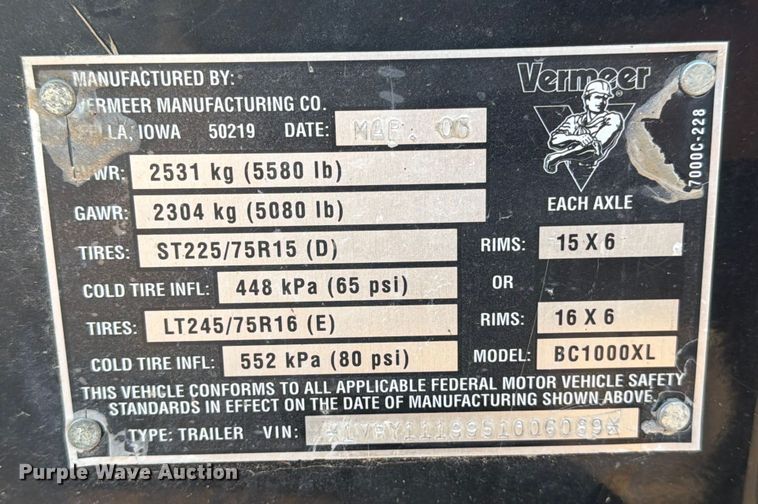 MANUFACTURED BY:
VERMEER MANUFACTURING CO.
PELLA, IOWA 50219 DATE: MAR. 05
Vermeer
7000C-228
GVWR: 2531 kg (5580 lb)
GAWR: 2304 kg (5080 lb) EACH AXLE
TIRES: ST225/75R15 (D) RIMS: 15 X 6
COLD TIRE INFL: 448 kPa (65 psi) OR
TIRES: LT245/75R16 (E) RIMS: 16 X 6
COLD TIRE INFL: 552 kPa (80 psi) MODEL: BC1000XL
THIS VEHICLE CONFORMS TO ALL APPLICABLE FEDERAL MOTOR VEHICLE SAFETY
STANDARDS IN EFFECT ON THE DATE OF MANUFACTURING SHOWN ABOVE.
TYPE: TRAILER VIN:
Purple Wave Auction